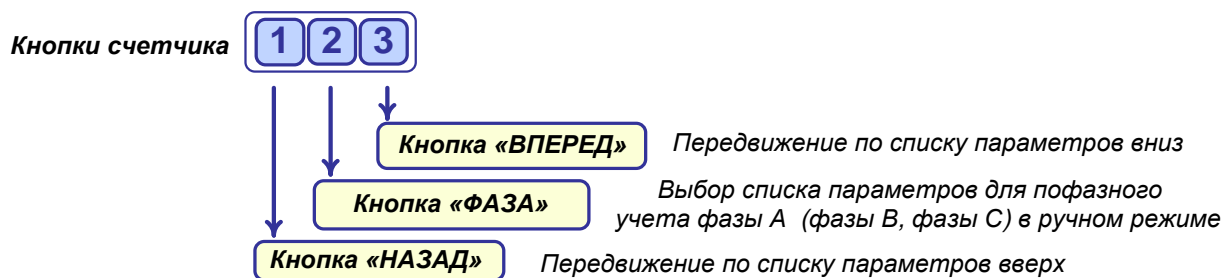 Кнопки счетчика 1 2 3
Кнопка «ВПЕРЕД» Передвижение по списку параметров вниз
Кнопка «ФАЗА» Выбор списка параметров для пофазного
учета фазы А (фазы В, фазы С) в ручном режиме
Кнопка «НАЗАД» Передвижение по списку параметров вверх